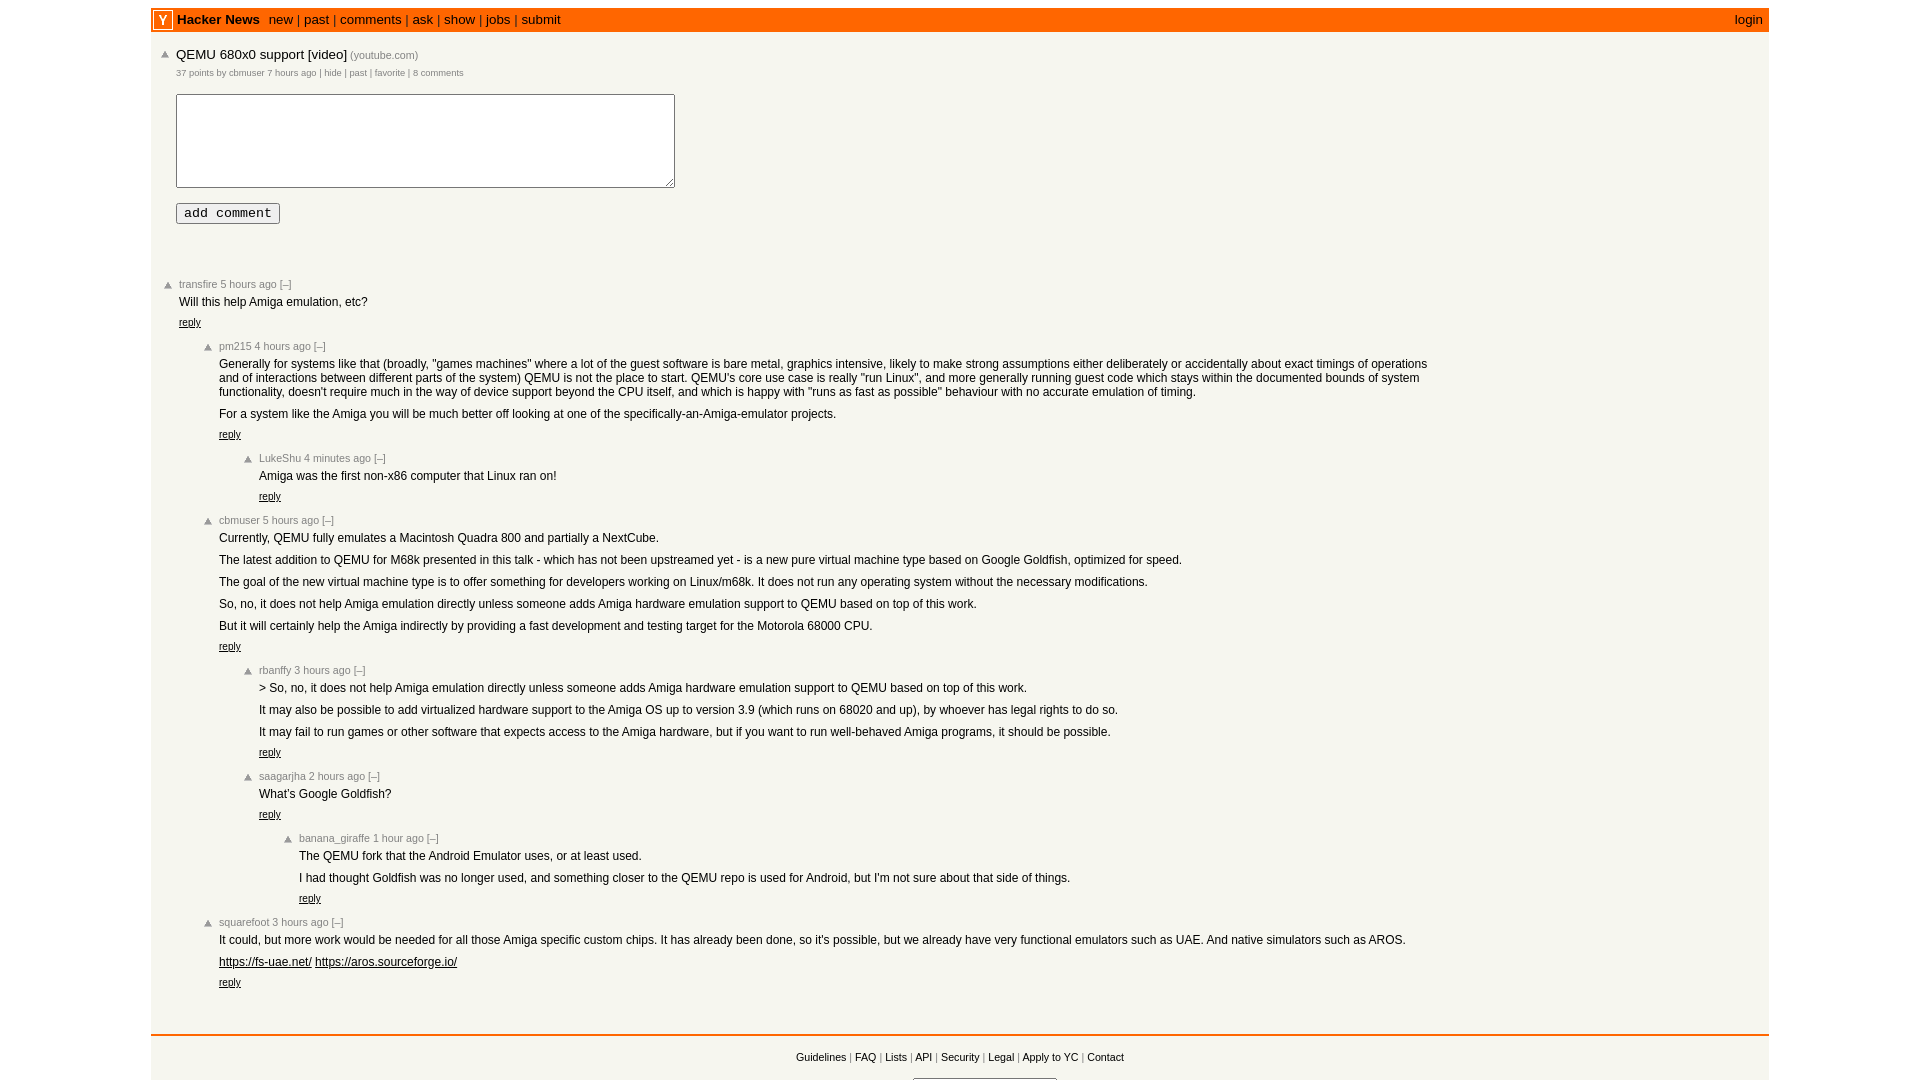 Y Hacker News new | past | comments | ask | show | jobs | submit login
QEMU 680x0 support [video] (youtube.com)
37 points by cbmuser 7 hours ago | hide | past | favorite | 8 comments
add comment
transfire 5 hours ago [–]
Will this help Amiga emulation, etc?
reply
pm215 4 hours ago [–]
Generally for systems like that (broadly, "games machines" where a lot of the guest software is bare metal, graphics intensive, likely to make strong assumptions either deliberately or accidentally about exact timings of operations
and of interactions between different parts of the system) QEMU is not the place to start. QEMU's core use case is really "run Linux", and more generally running guest code which stays within the documented bounds of system
functionality, doesn't require much in the way of device support beyond the CPU itself, and which is happy with "runs as fast as possible" behaviour with no accurate emulation of timing.
For a system like the Amiga you will be much better off looking at one of the specifically-an-Amiga-emulator projects.
reply
LukeShu 4 minutes ago [–]
Amiga was the first non-x86 computer that Linux ran on!
reply
cbmuser 5 hours ago [–]
Currently, QEMU fully emulates a Macintosh Quadra 800 and partially a NextCube.
The latest addition to QEMU for M68k presented in this talk - which has not been upstreamed yet - is a new pure virtual machine type based on Google Goldfish, optimized for speed.
The goal of the new virtual machine type is to offer something for developers working on Linux/m68k. It does not run any operating system without the necessary modifications.
So, no, it does not help Amiga emulation directly unless someone adds Amiga hardware emulation support to QEMU based on top of this work.
But it will certainly help the Amiga indirectly by providing a fast development and testing target for the Motorola 68000 CPU.
reply
rbanffy 3 hours ago [–]
> So, no, it does not help Amiga emulation directly unless someone adds Amiga hardware emulation support to QEMU based on top of this work.
It may also be possible to add virtualized hardware support to the Amiga OS up to version 3.9 (which runs on 68020 and up), by whoever has legal rights to do so.
It may fail to run games or other software that expects access to the Amiga hardware, but if you want to run well-behaved Amiga programs, it should be possible.
reply
saagarjha 2 hours ago [–]
What's Google Goldfish?
reply
banana_giraffe 1 hour ago [–]
The QEMU fork that the Android Emulator uses, or at least used.
I had thought Goldfish was no longer used, and something closer to the QEMU repo is used for Android, but I'm not sure about that side of things.
reply
squarefoot 3 hours ago [–]
It could, but more work would be needed for all those Amiga specific custom chips. It has already been done, so it's possible, but we already have very functional emulators such as UAE. And native simulators such as AROS.
https://fs-uae.net/ https://aros.sourceforge.io/
reply
Guidelines | FAQ | Lists | API | Security | Legal | Apply to YC | Contact